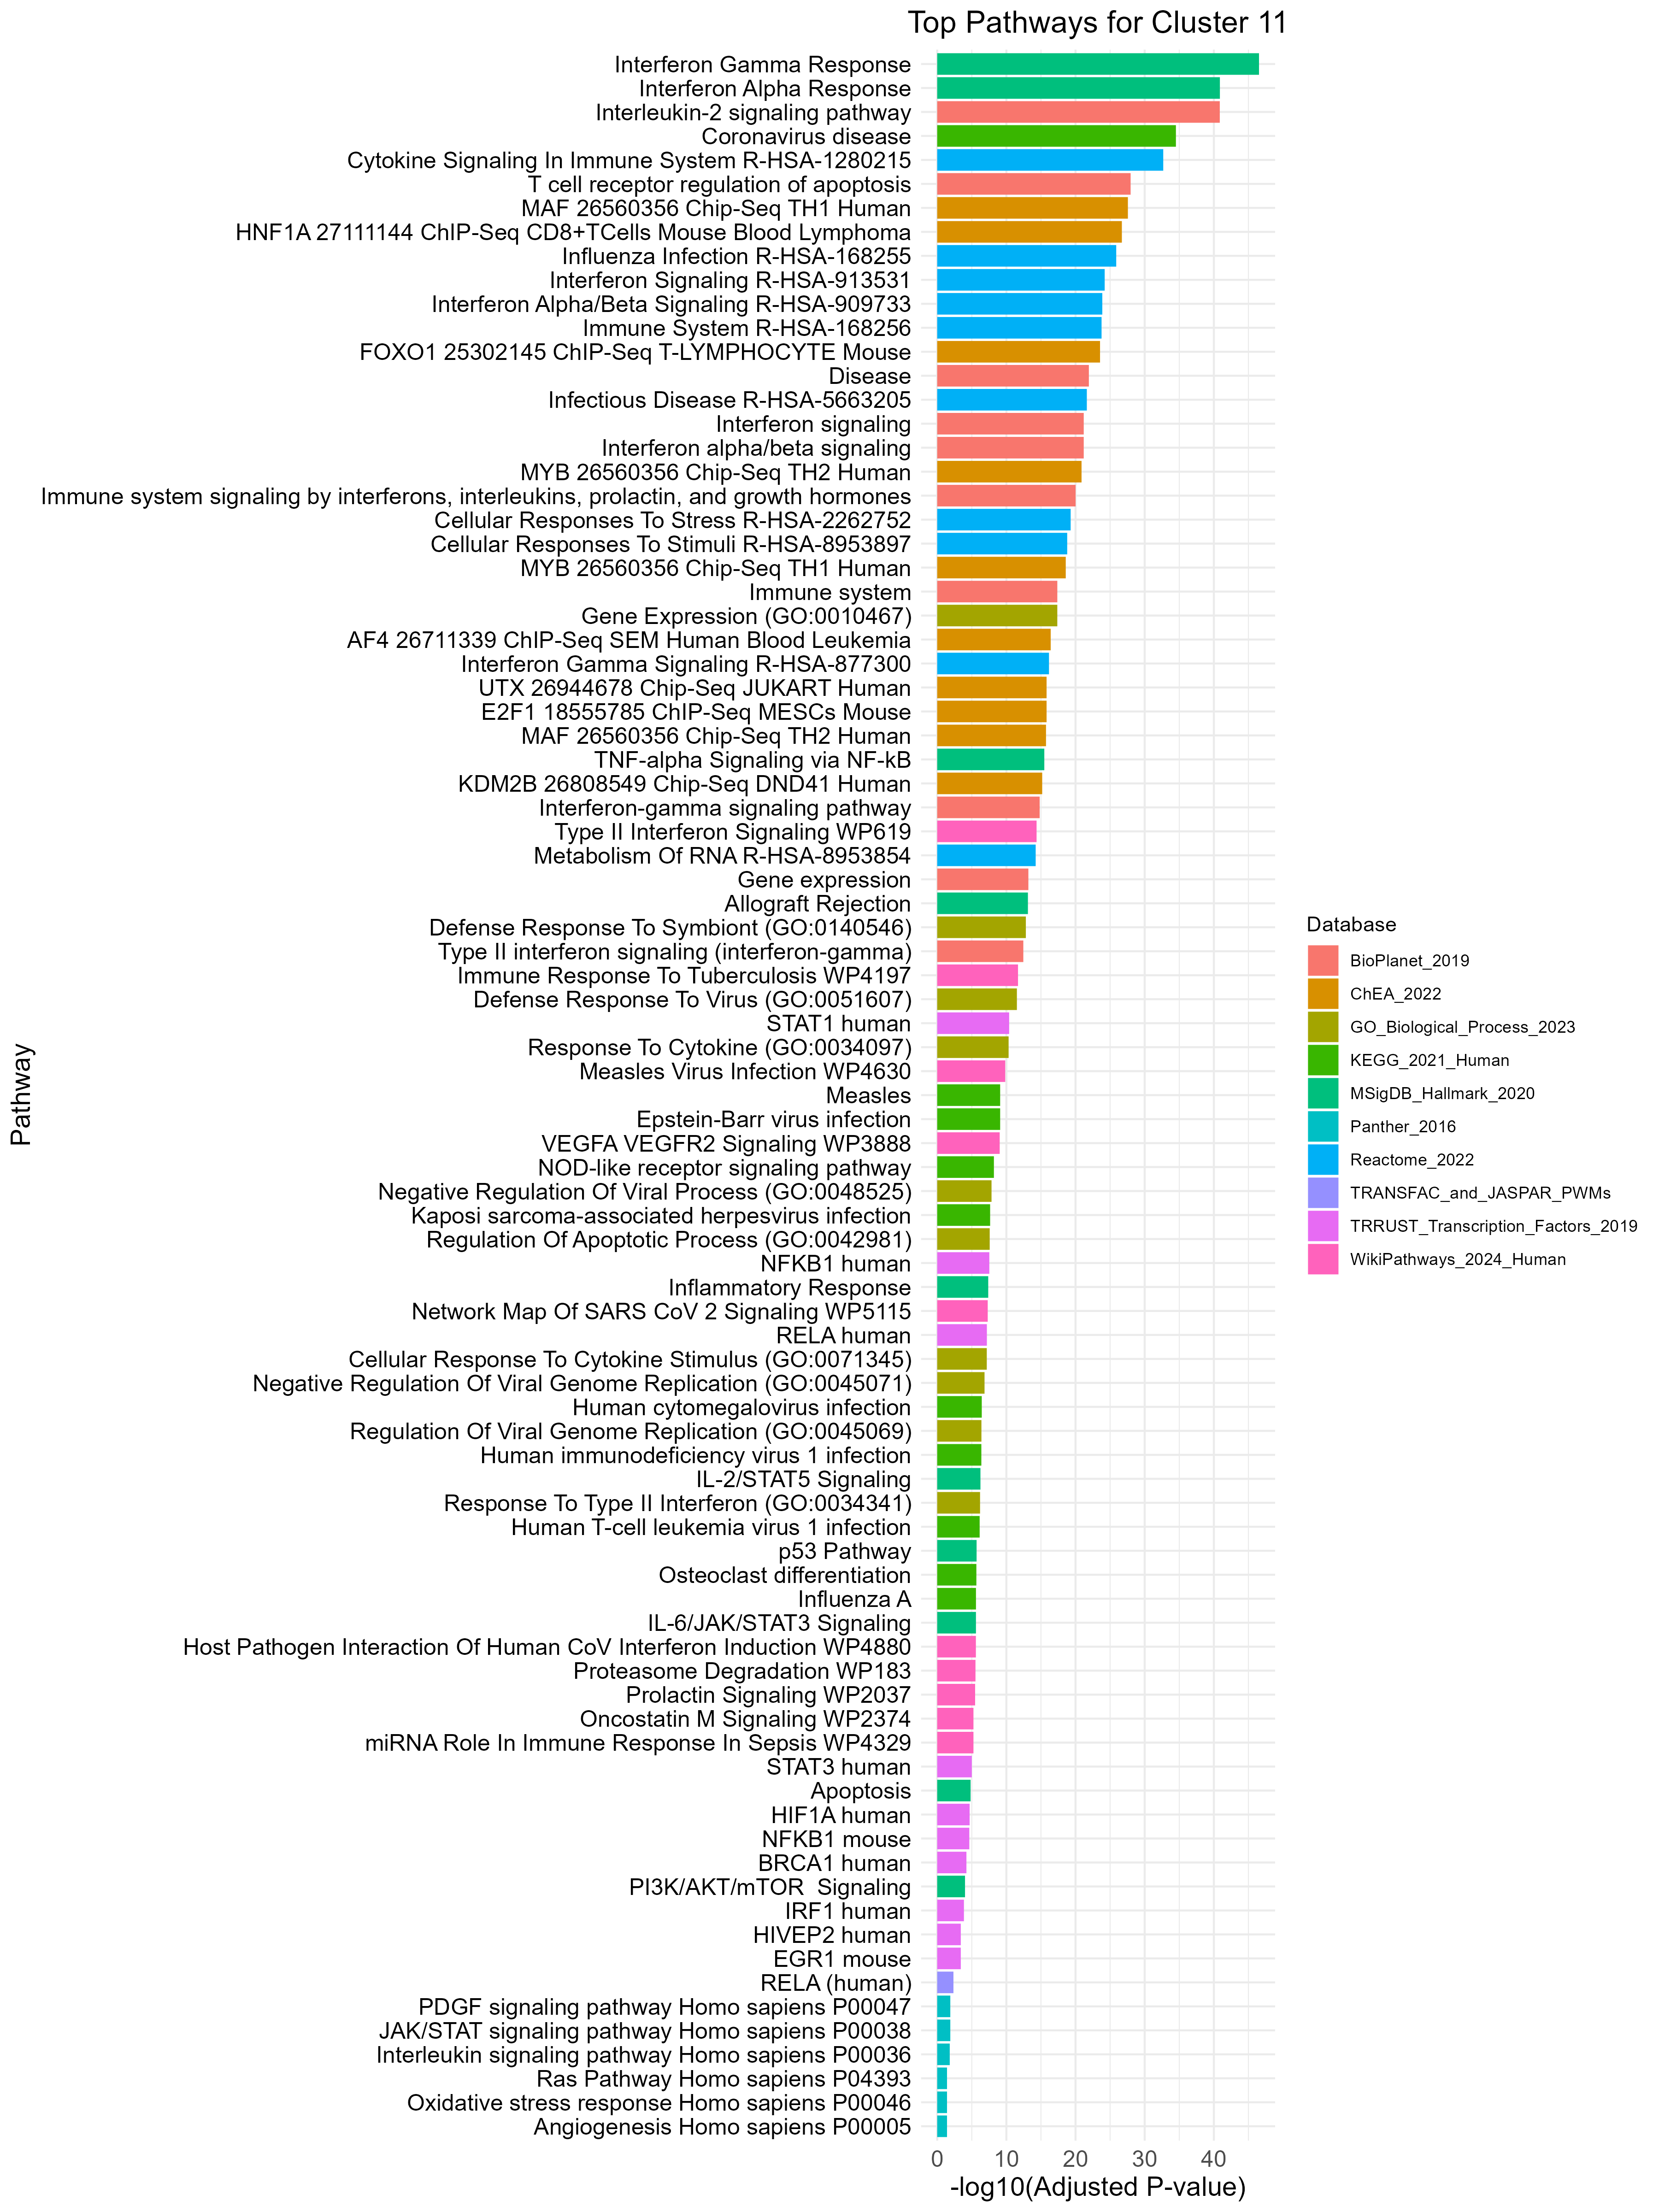 Top Pathways for Cluster 11
Interferon Gamma Response
Interferon Alpha Response
Interleukin-2 signaling pathway
Coronavirus disease
Cytokine Signaling In Immune System R-HSA-1280215
T cell receptor regulation of apoptosis
MAF 26560356 Chip-Seq TH1 Human
HNF1A 27111144 ChIP-Seq CD8+TCells Mouse Blood Lymphoma
Influenza Infection R-HSA-168255
Interferon Signaling R-HSA-913531
Interferon Alpha/Beta Signaling R-HSA-909733
Immune System R-HSA-168256
FOXO1 25302145 ChIP-Seq T-LYMPHOCYTE Mouse
Disease
Infectious Disease R-HSA-5663205
Interferon signaling
Interferon alpha/beta signaling
MYB 26560356 Chip-Seq TH2 Human
Immune system signaling by interferons, interleukins, prolactin, and growth hormones
Cellular Responses To Stress R-HSA-2262752
Cellular Responses To Stimuli R-HSA-8953897
MYB 26560356 Chip-Seq TH1 Human
Immune system
Gene Expression (GO:0010467)
AF4 26711339 ChIP-Seq SEM Human Blood Leukemia
Interferon Gamma Signaling R-HSA-877300
UTX 26944678 Chip-Seq JUKART Human
E2F1 18555785 ChIP-Seq MESCs Mouse
MAF 26560356 Chip-Seq TH2 Human
TNF-alpha Signaling via NF-kB
KDM2B 26808549 Chip-Seq DND41 Human
Interferon-gamma signaling pathway
Type II Interferon Signaling WP619
Metabolism Of RNA R-HSA-8953854
Gene expression
Allograft Rejection
Defense Response To Symbiont (GO:0140546)
Type II interferon signaling (interferon-gamma)
Immune Response To Tuberculosis WP4197
Defense Response To Virus (GO:0051607)
STAT1 human
Response To Cytokine (GO:0034097)
Measles Virus Infection WP4630
Measles
Epstein-Barr virus infection
VEGFA VEGFR2 Signaling WP3888
NOD-like receptor signaling pathway
Negative Regulation Of Viral Process (GO:0048525)
Kaposi sarcoma-associated herpesvirus infection
Regulation Of Apoptotic Process (GO:0042981)
NFKB1 human
Inflammatory Response
Network Map Of SARS CoV 2 Signaling WP5115
RELA human
Cellular Response To Cytokine Stimulus (GO:0071345)
Negative Regulation Of Viral Genome Replication (GO:0045071)
Human cytomegalovirus infection
Regulation Of Viral Genome Replication (GO:0045069)
Human immunodeficiency virus 1 infection
IL-2/STAT5 Signaling
Response To Type II Interferon (GO:0034341)
Human T-cell leukemia virus 1 infection
p53 Pathway
Osteoclast differentiation
Influenza A
IL-6/JAK/STAT3 Signaling
Host Pathogen Interaction Of Human CoV Interferon Induction WP4880
Proteasome Degradation WP183
Prolactin Signaling WP2037
Oncostatin M Signaling WP2374
miRNA Role In Immune Response In Sepsis WP4329
STAT3 human
Apoptosis
HIF1A human
NFKB1 mouse
BRCA1 human
PI3K/AKT/mTOR  Signaling
IRF1 human
HIVEP2 human
EGR1 mouse
RELA (human)
PDGF signaling pathway Homo sapiens P00047
JAK/STAT signaling pathway Homo sapiens P00038
Interleukin signaling pathway Homo sapiens P00036
Ras Pathway Homo sapiens P04393
Oxidative stress response Homo sapiens P00046
Angiogenesis Homo sapiens P00005
0 10 20 30 40
-log10(Adjusted P-value)
Pathway
Database
BioPlanet_2019
ChEA_2022
GO_Biological_Process_2023
KEGG_2021_Human
MSigDB_Hallmark_2020
Panther_2016
Reactome_2022
TRANSFAC_and_JASPAR_PWMs
TRRUST_Transcription_Factors_2019
WikiPathways_2024_Human